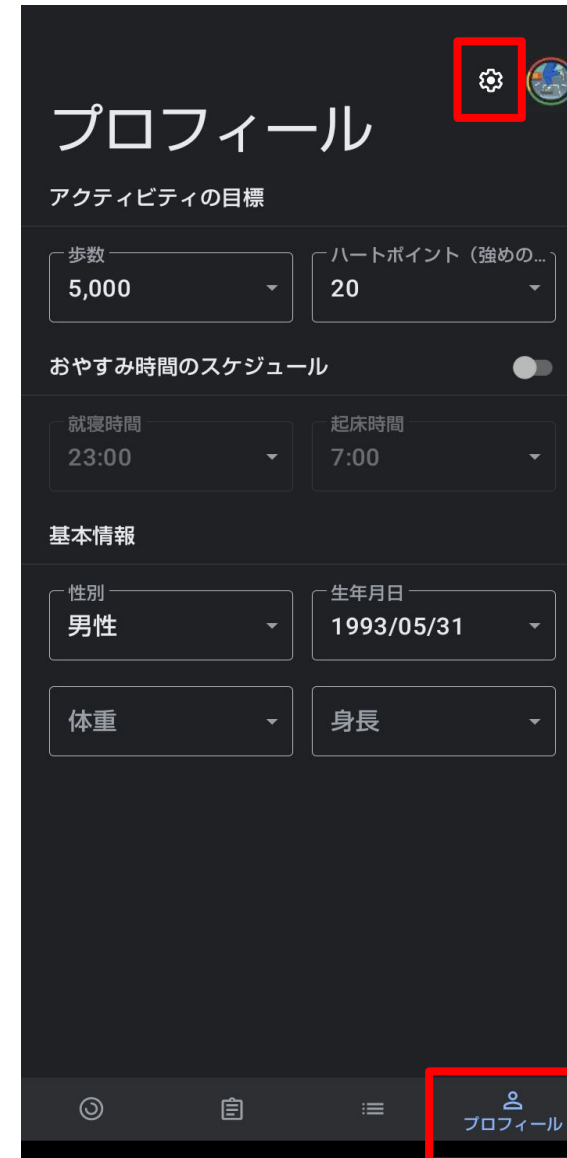 プロフィール
アクティビティの目標
歩数
ハートポイント（強めの...
5,000
20
おやすみ時間のスケジュール
就寝時間
起床時間
23:00
7:00
基本情報
性別
生年月日
男性
1993/05/31
体重
身長
プロフィール